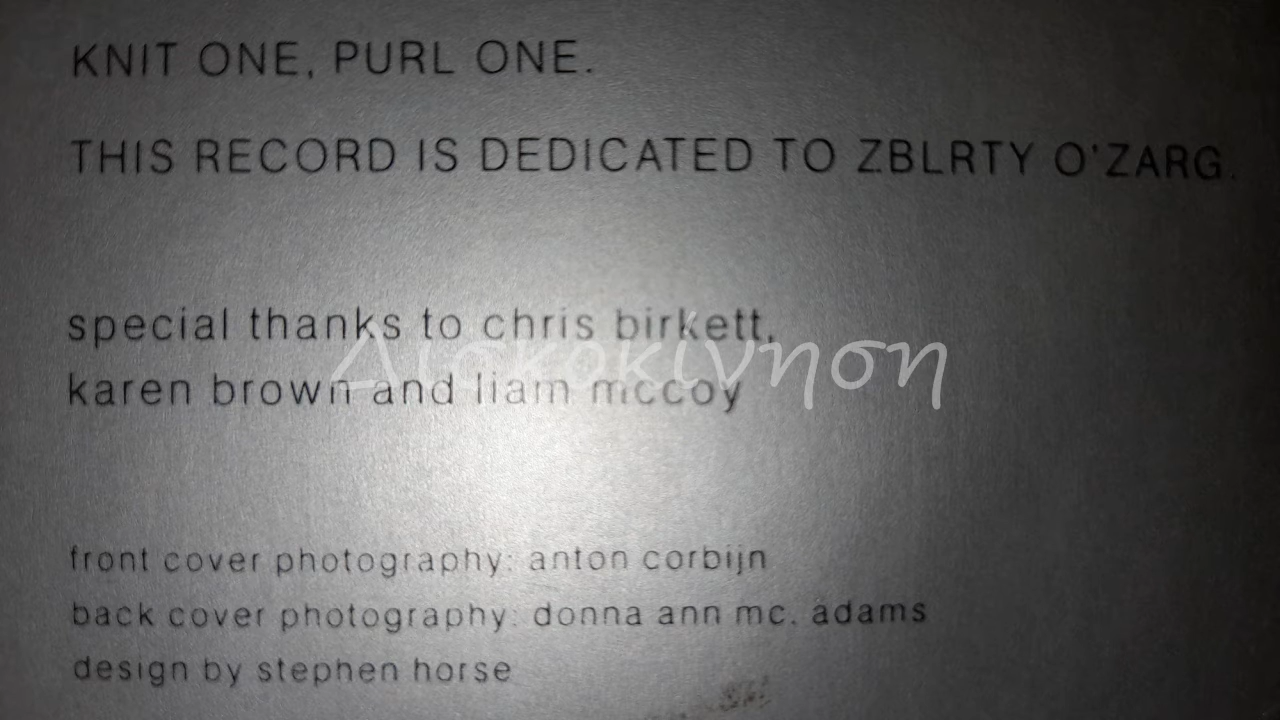 KNIT ONE, PURL ONE.
THIS RECORD IS DEDICATED TO ZBLRTY O'ZARG.
special thanks to chris birkett,
Δισκοκίνηση
karen brown and liam mccoy
front cover photography: anton corbijn
back cover photography: donna ann mc. adams
design by stephen horse